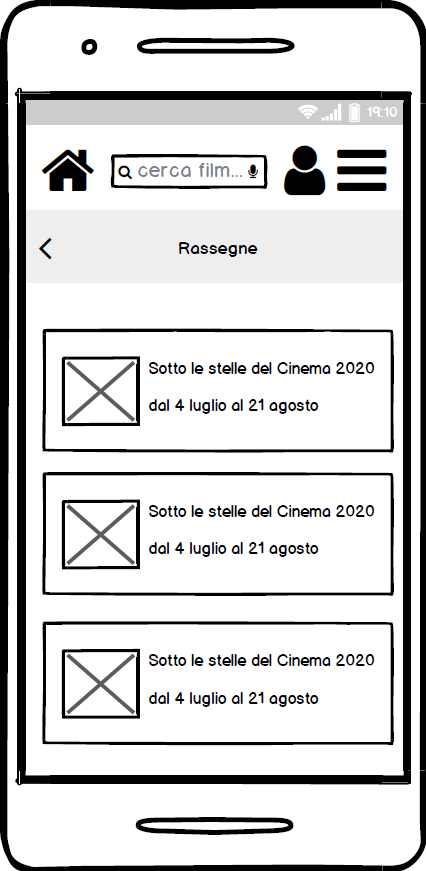 19:10
cerca film...
Rassegne
Sotto le stelle del Cinema 2020
dal 4 luglio al 21 agosto
Sotto le stelle del Cinema 2020
dal 4 luglio al 21 agosto
Sotto le stelle del Cinema 2020
dal 4 luglio al 21 agosto